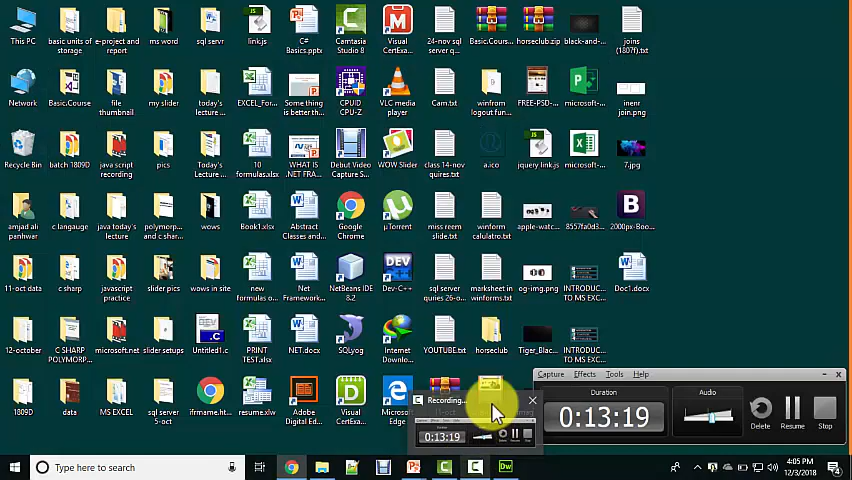 This PC
basic units of
storage
e-project and
report
ms word
sql servr
link.js
C#
Basics.pptx
Camtasia
Studio 8
Visual
CertExa...
24-nov sql
server q...
Basic.Cours...
horseclub.zip
black-and-...
joins
(1807f).txt
Network
Basic.Course
file
thumbnail
my slider
today's
lecture ...
EXCEL_For...
Some thing
is better th...
CPUID
CPU-Z
VLC media
player
Cam.txt
winfrom
logout fun...
FREE-PSD-...
microsoft-...
inenr
join.png
Recycle Bin
batch 1809D
java script
recording
pics
Today's
Lecture ...
10
formulas.xlsx
WHAT IS
.NET FRA...
Debut Video
Capture S...
WOW Slider
class 14-nov
quires.txt
a.ico
jquery link.js
microsoft-...
7.jpg
amjad ali
panhwar
c langauge
java today's
lecture
polymorp...
and c shar...
wows
Book1.xlsx
Abstract
Classes and...
Google
Chrome
µTorrent
miss reem
slide.txt
winform
calulatro.txt
apple-watc...
8557fa0d3...
2000px-Boo...
11-oct data
c sharp
javascript
practice
slider pics
wows in site
new
formulas o...
Net
Framework...
NetBeans IDE
8.2
Dev-C++
sql server
quries 26-o...
marksheet in
winforms.txt
og-img.png
INTRODUC...
TO MS EXC...
Doc1.docx
12-october
C SHARP
POLYMORP...
microsoft.net
slider setups
Untitled1.c
PRINT
TEST.xlsx
NET.docx
SQLyog
Internet
Downlo...
YOUTUBE.txt
horseclub
Tiger_Blac...
INTRODUC...
TO MS EXC...
1809D
data
MS EXCEL
sql server
5-oct
ifrmame.ht...
resume.xlw
Adobe
Digital Ed...
Visual
CertExa...
Microsoft
Edge
11-oct
Recording...
0:13:19
Capture Effects Tools Help
Duration
0:13:19
Audio
Delete
Resume
Stop
Type here to search
4:05 PM
12/3/2018